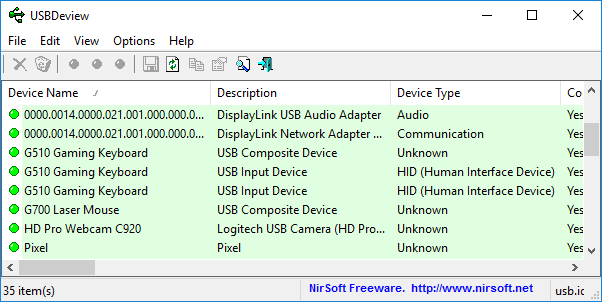 USBDeview
File Edit View Options Help
Device Name Description Device Type Co
0000.0014.0000.021.001.000.000.0... DisplayLink USB Audio Adapter Audio Yes
0000.0014.0000.021.001.000.000.0... DisplayLink Network Adapter ... Communication Yes
G510 Gaming Keyboard USB Composite Device Unknown Yes
G510 Gaming Keyboard USB Input Device HID (Human Interface Device) Yes
G510 Gaming Keyboard USB Input Device HID (Human Interface Device) Yes
G700 Laser Mouse USB Composite Device Unknown Yes
HD Pro Webcam C920 Logitech USB Camera (HD Pro... Unknown Yes
Pixel Pixel Unknown Yes
35 item(s) NirSoft Freeware. http://www.nirsoft.net usb.ic